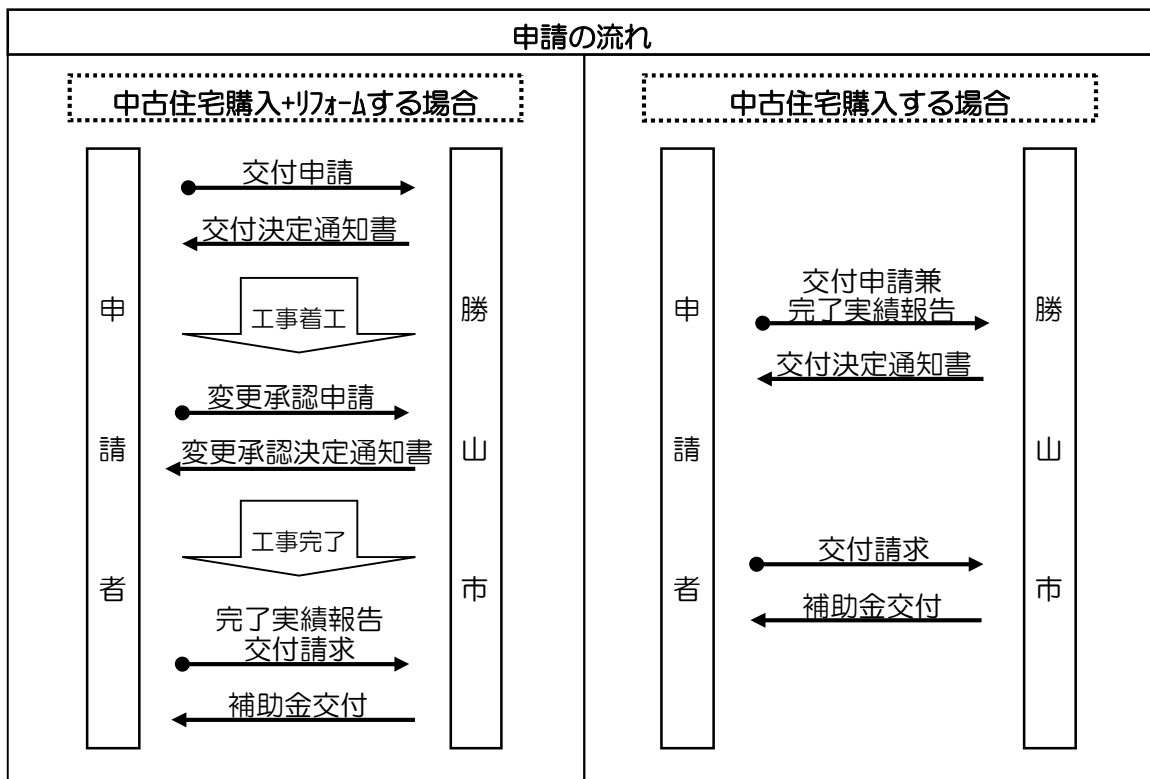 申請の流れ
中古住宅購入+ﾘﾌｫｰﾑする場合
申請者
交付申請
交付決定通知書
工事着工
変更承認申請
変更承認決定通知書
工事完了
完了実績報告
交付請求
補助金交付
勝山市
中古住宅購入する場合
申請者
交付申請兼
完了実績報告
交付決定通知書
交付請求
補助金交付
勝山市